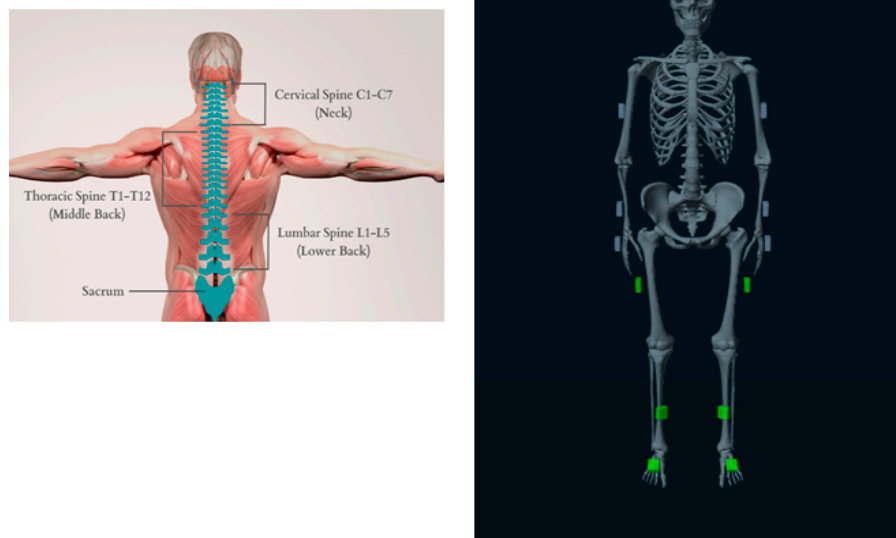 Cervical Spine C1-C7
(Neck)
Thoracic Spine T1-T12
(Middle Back)
Lumbar Spine L1-L5
(Lower Back)
Sacrum